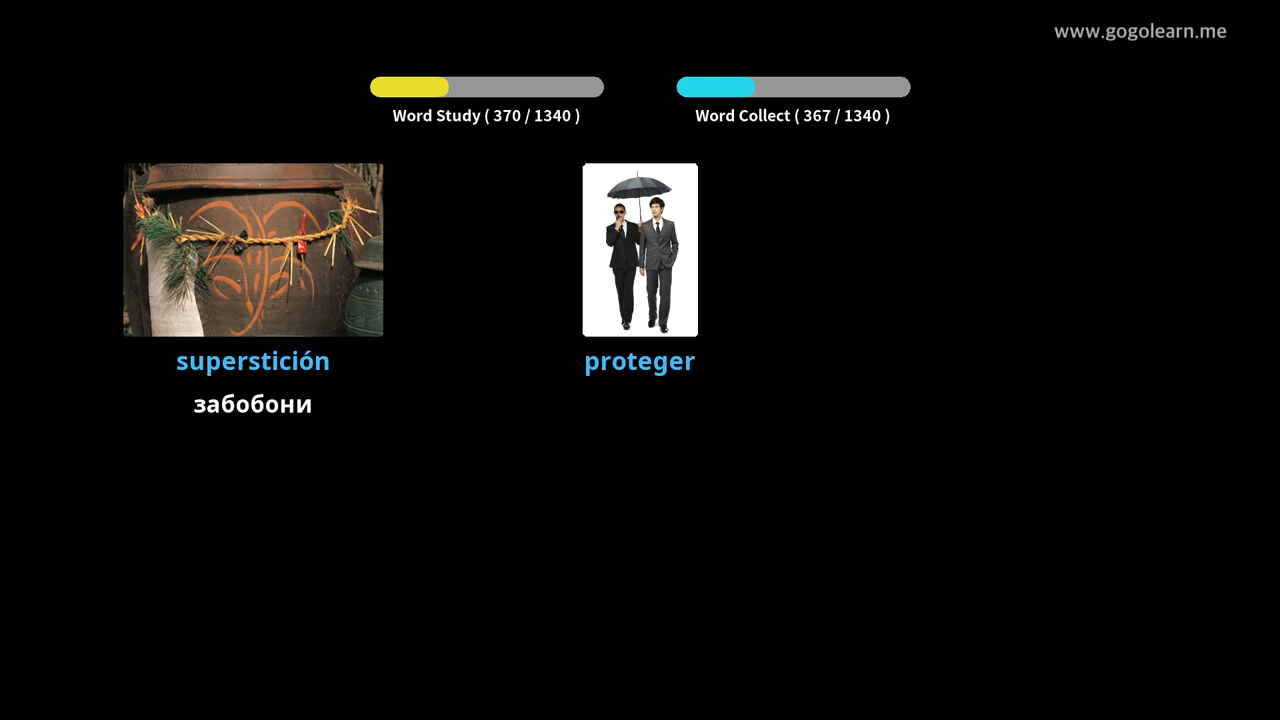 www.gogolearn.me
Word Study ( 370 / 1340 )
Word Collect ( 367 / 1340 )
superstición
proteger
забобони